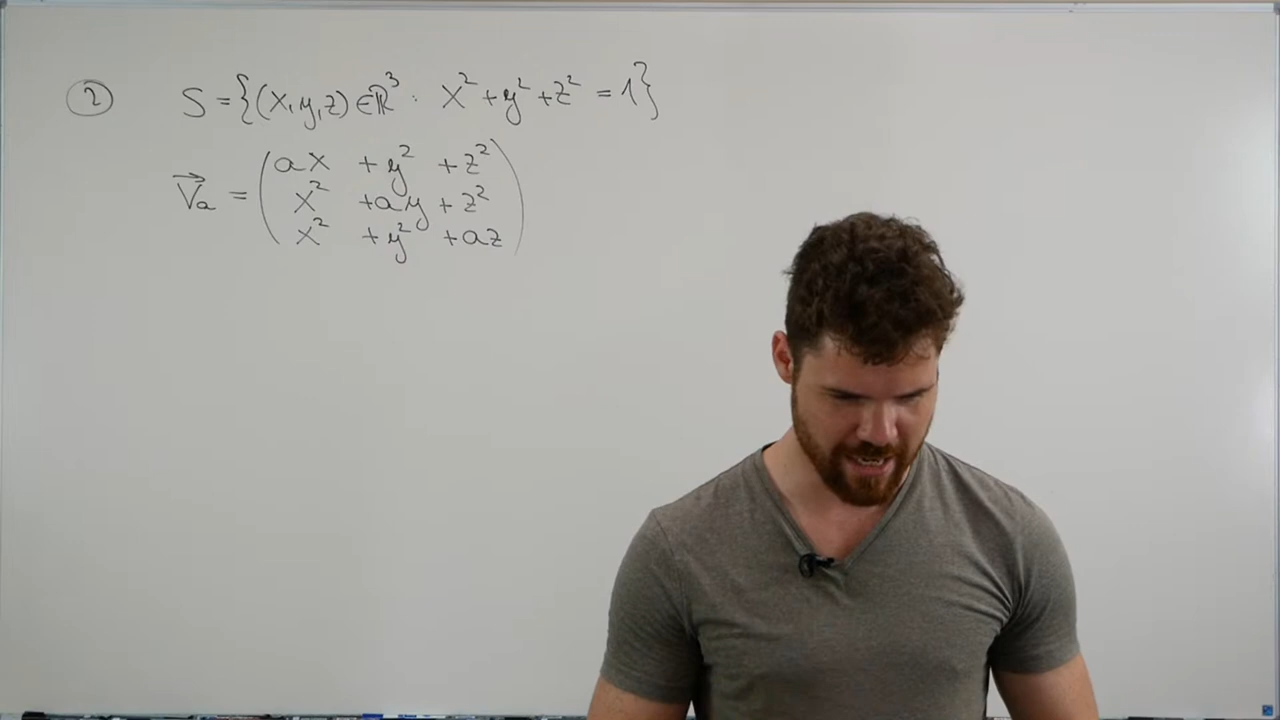 ② S = {(x,y,z) ∈ ℝ³ : x² + y² + z² = 1}
V⃗ₐ = ( ax + y² + z²
x² + ay + z²
x² + y² + az )